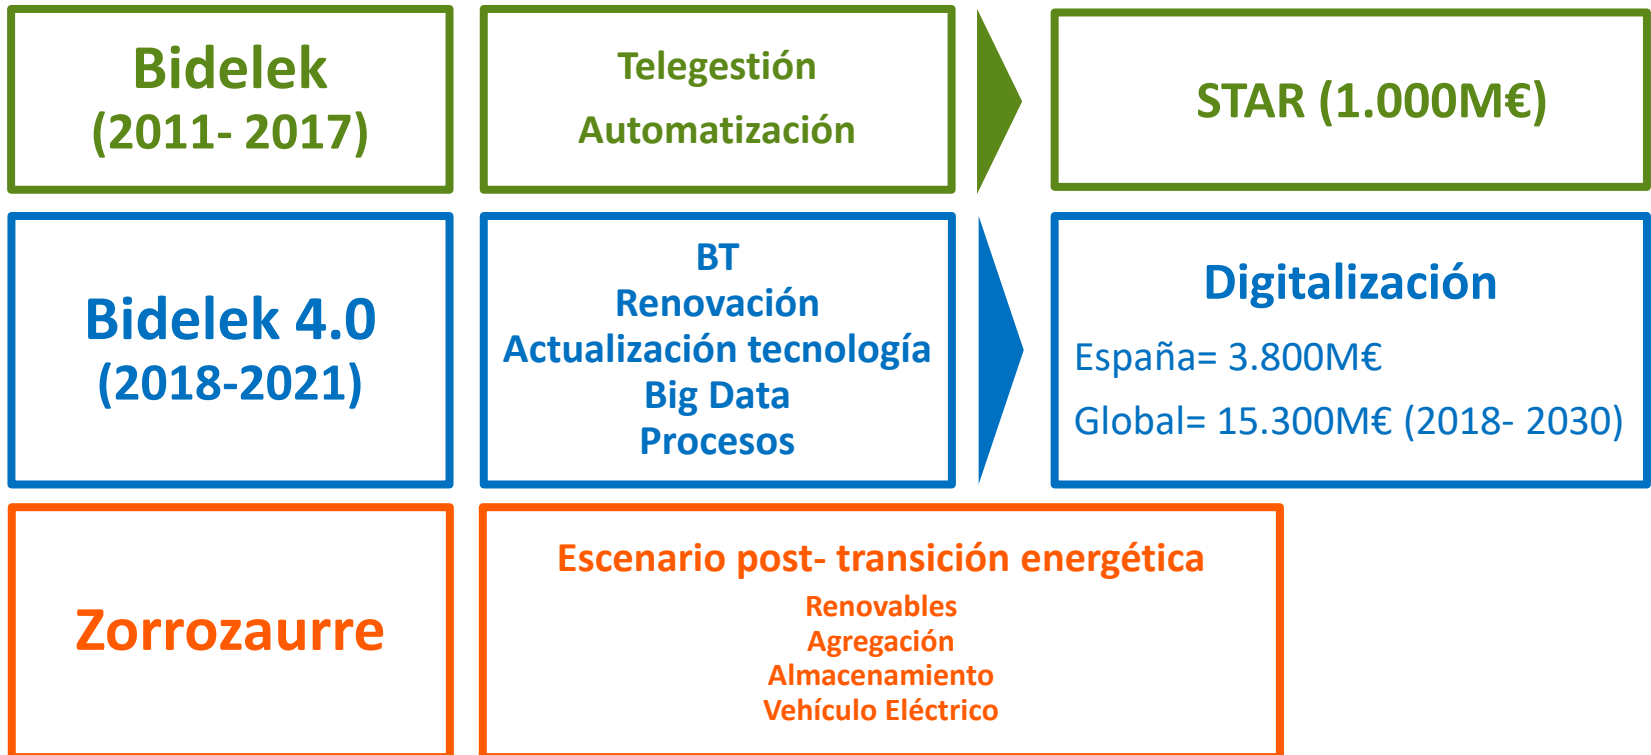 Bidelek
(2011- 2017)
Telegestión
Automatización
STAR (1.000M€)
Bidelek 4.0
(2018-2021)
BT
Renovación
Actualización tecnología
Big Data
Procesos
Digitalización
España= 3.800M€
Global= 15.300M€ (2018- 2030)
Zorrozaurre
Escenario post- transición energética
Renovables
Agregación
Almacenamiento
Vehículo Eléctrico